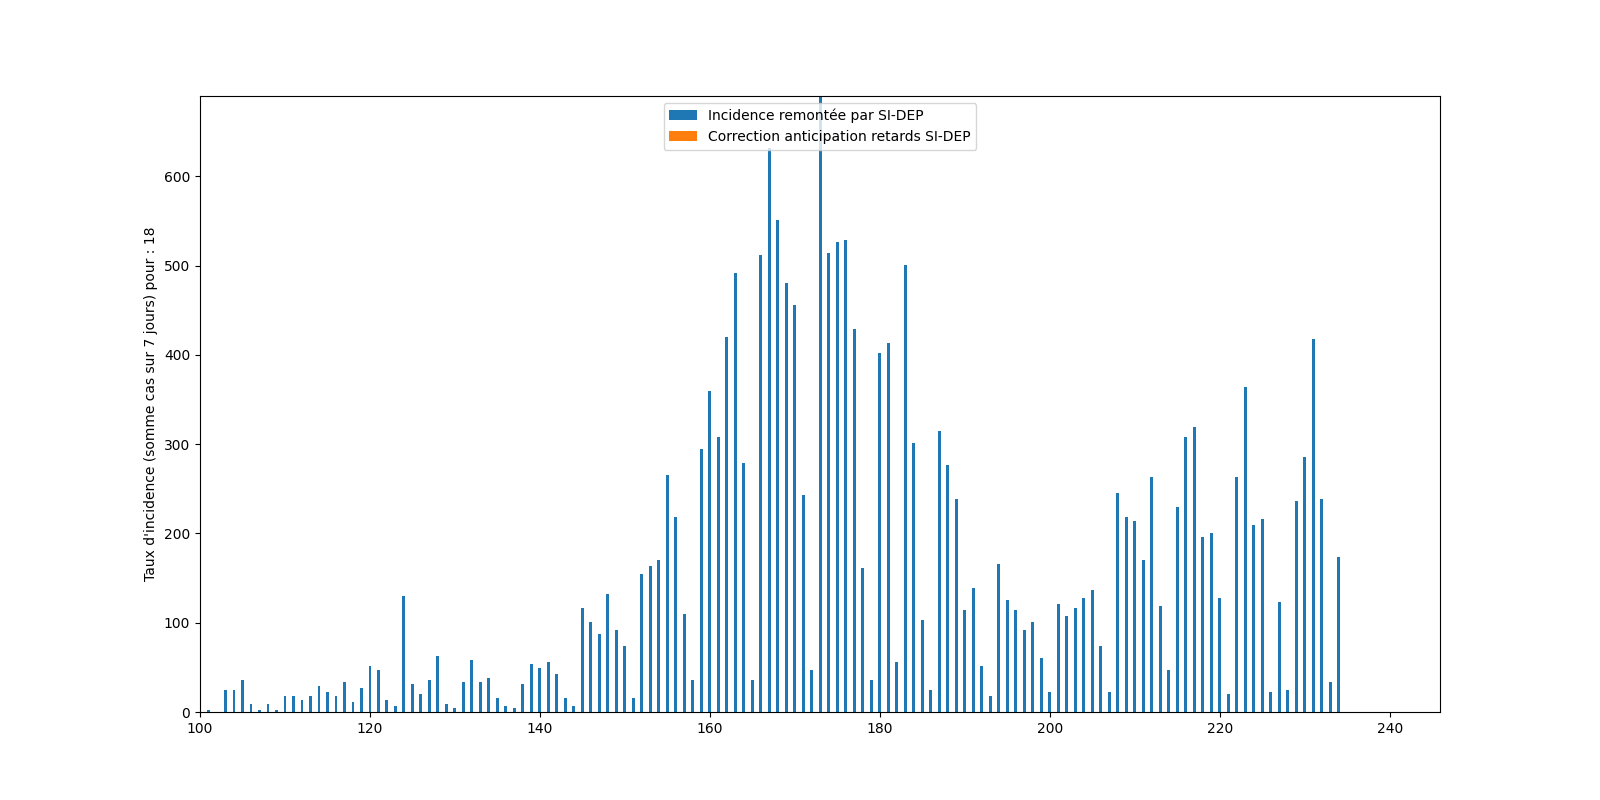 Incidence remontée par SI-DEP
Correction anticipation retards SI-DEP
Taux d'incidence (somme cas sur 7 jours) pour : 18
600
500
400
300
200
100
0
100 120 140 160 180 200 220 240